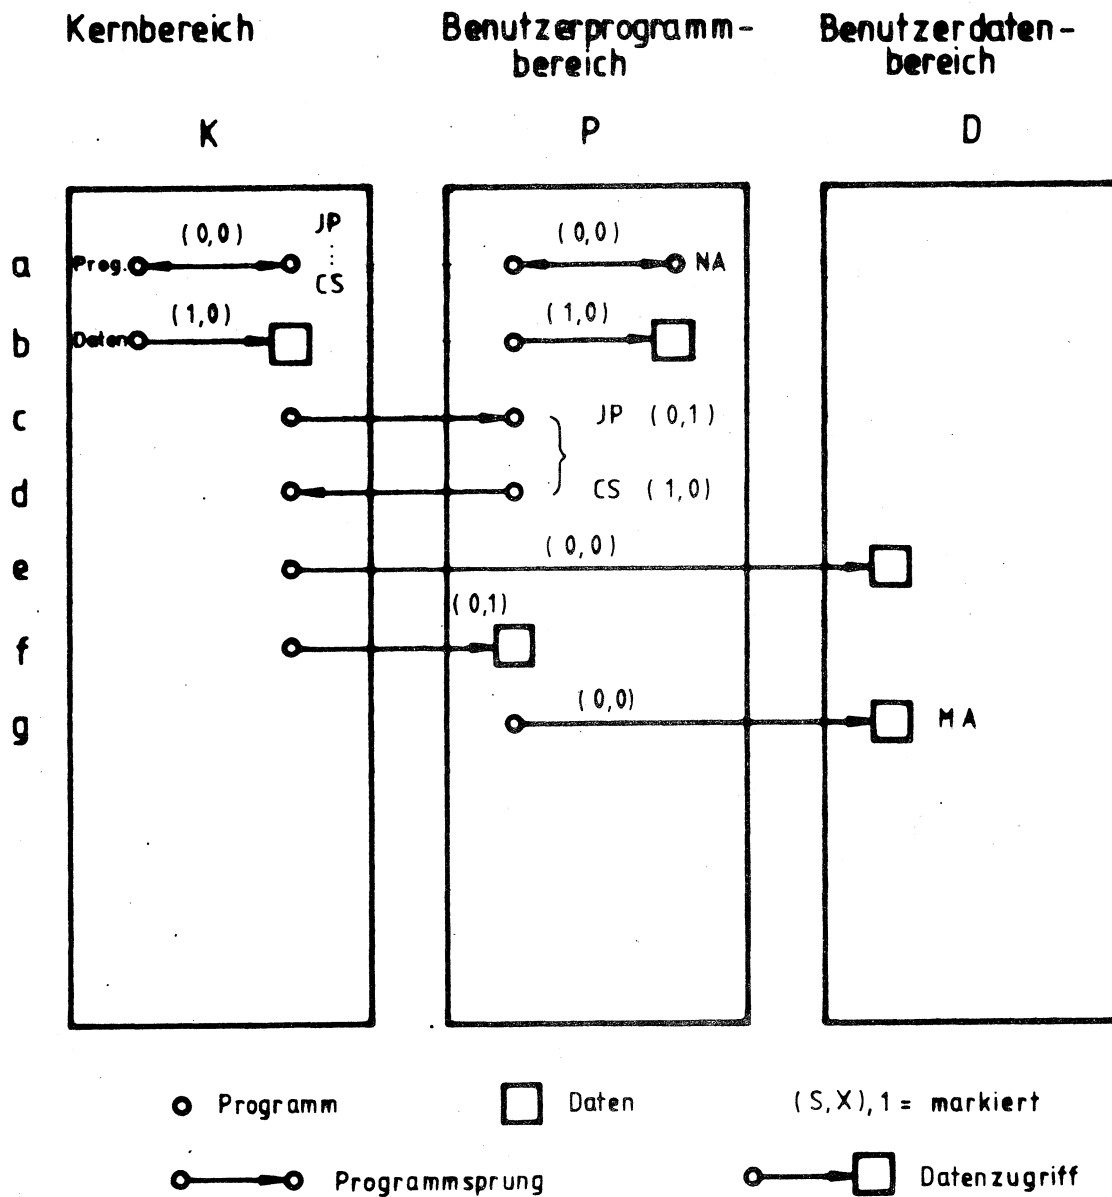 Kernbereich
Benutzerprogramm-
bereich
Benutzerdaten-
bereich
K
P
D
(0,0)
JP
(0,0)
a
Prog.
NA
CS
(1,0)
(1,0)
b
Daten
c
JP (0,1)
d
CS (1,0)
(0,0)
e
(0,1)
f
(0,0)
g
MA
Programm
Daten
(S,X), 1 = markiert
Programmsprung
Datenzugriff